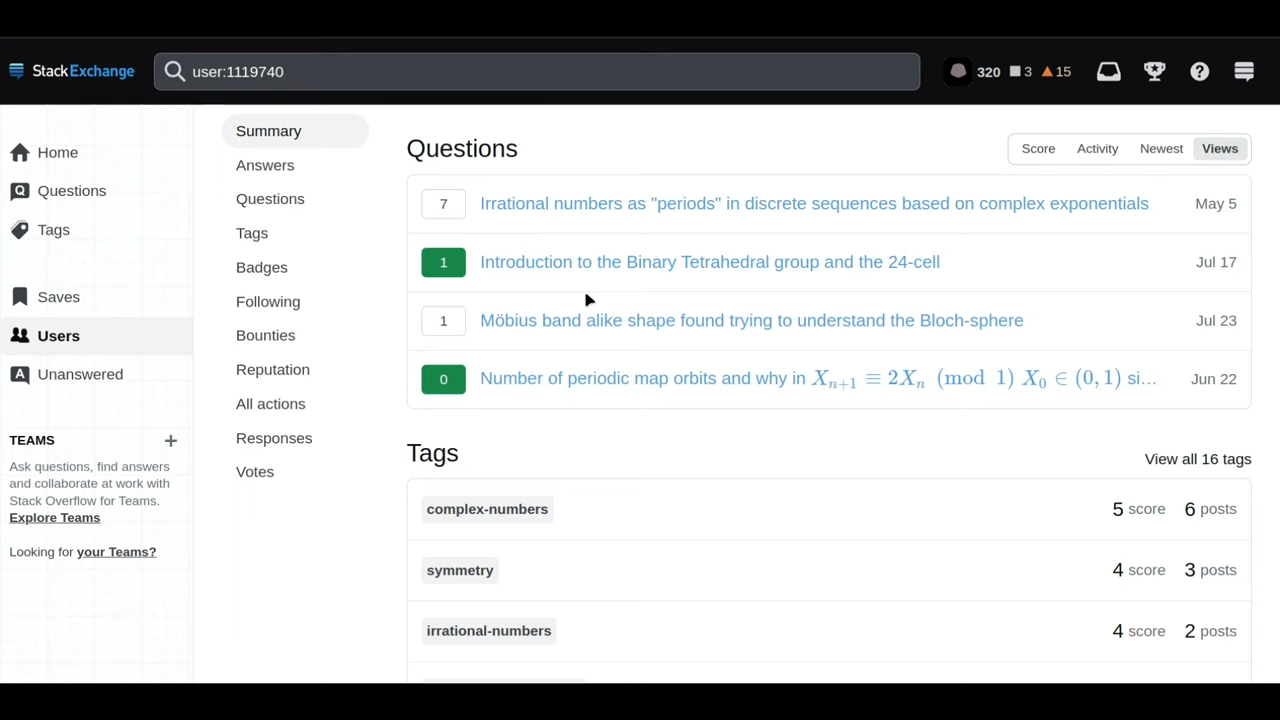 StackExchange
user:1119740
320 3 15
Home
Questions
Tags
Saves
Users
Unanswered
TEAMS +
Ask questions, find answers
and collaborate at work with
Stack Overflow for Teams.
Explore Teams
Looking for your Teams?
Summary
Answers
Questions
Tags
Badges
Following
Bounties
Reputation
All actions
Responses
Votes
Questions
Score Activity Newest Views
7 Irrational numbers as "periods" in discrete sequences based on complex exponentials May 5
1 Introduction to the Binary Tetrahedral group and the 24-cell Jul 17
1 Möbius band alike shape found trying to understand the Bloch-sphere Jul 23
0 Number of periodic map orbits and why in Xₙ₊₁ ≡ 2Xₙ (mod 1) X₀ ∈ (0, 1) si... Jun 22
Tags View all 16 tags
complex-numbers 5 score 6 posts
symmetry 4 score 3 posts
irrational-numbers 4 score 2 posts